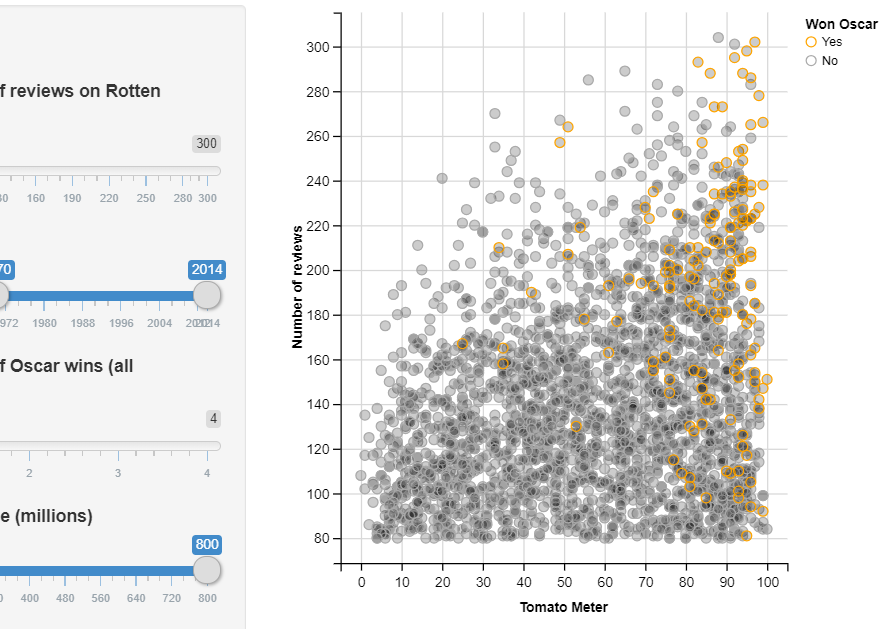 f reviews on Rotten
300
160 190 220 250 280 300
70 2014
1972 1980 1988 1996 2004 2014
f Oscar wins (all
4
2 3 4
e (millions)
800
400 480 560 640 720 800
Number of reviews
300
280
260
240
220
200
180
160
140
120
100
80
0 10 20 30 40 50 60 70 80 90 100
Tomato Meter
Won Oscar
Yes
No